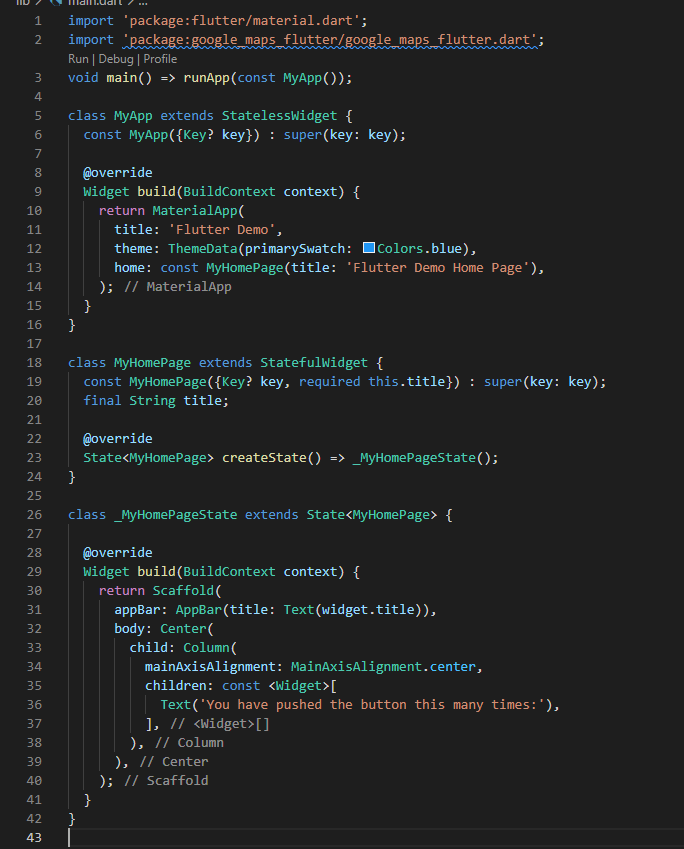 lib > main.dart > ...
1 import 'package:flutter/material.dart';
2 import 'package:google_maps_flutter/google_maps_flutter.dart';
Run | Debug | Profile
3 void main() => runApp(const MyApp());
4
5 class MyApp extends StatelessWidget {
6   const MyApp({Key? key}) : super(key: key);
7
8   @override
9   Widget build(BuildContext context) {
10     return MaterialApp(
11       title: 'Flutter Demo',
12       theme: ThemeData(primarySwatch: Colors.blue),
13       home: const MyHomePage(title: 'Flutter Demo Home Page'),
14     ); // MaterialApp
15   }
16 }
17
18 class MyHomePage extends StatefulWidget {
19   const MyHomePage({Key? key, required this.title}) : super(key: key);
20   final String title;
21
22   @override
23   State<MyHomePage> createState() => _MyHomePageState();
24 }
25
26 class _MyHomePageState extends State<MyHomePage> {
27
28   @override
29   Widget build(BuildContext context) {
30     return Scaffold(
31       appBar: AppBar(title: Text(widget.title)),
32       body: Center(
33         child: Column(
34           mainAxisAlignment: MainAxisAlignment.center,
35           children: const <Widget>[
36             Text('You have pushed the button this many times:'),
37           ], // <Widget>[]
38         ), // Column
39       ), // Center
40     ); // Scaffold
41   }
42 }
43